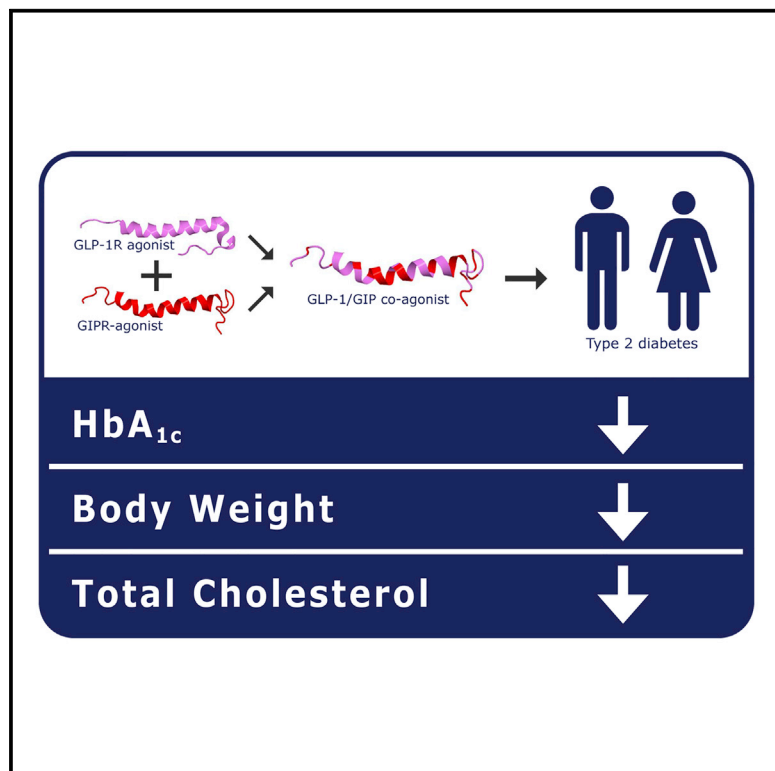 GLP-1R agonist
+
GIPR-agonist
GLP-1/GIP co-agonist
Type 2 diabetes
HbA1c
Body Weight
Total Cholesterol